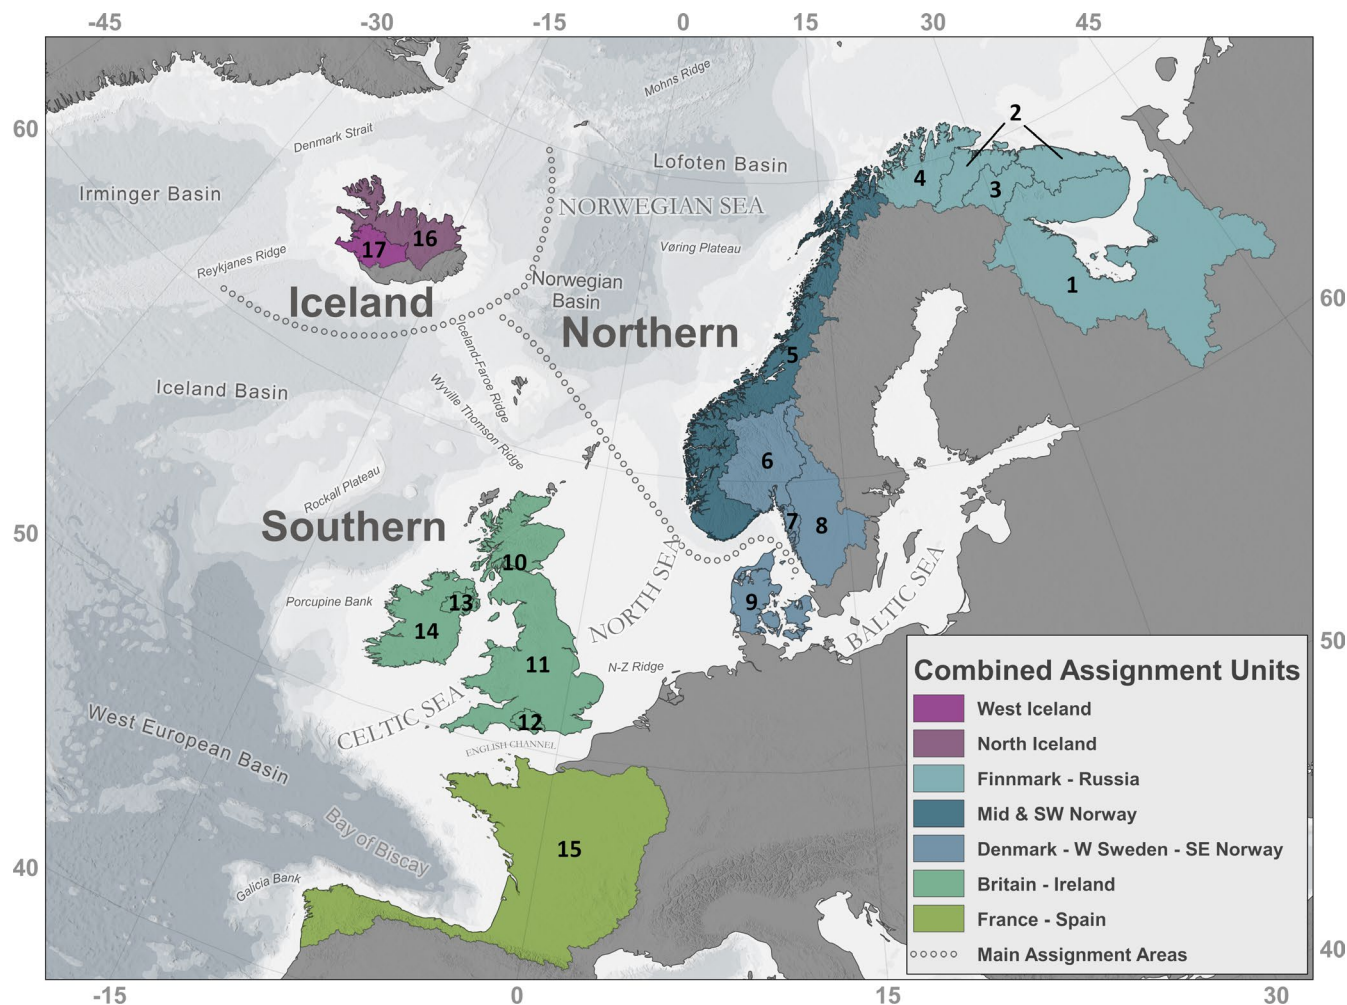 -45 -30 -15 0 15 30 45
Mohns Ridge
2
60
Denmark Strait
Lofoten Basin
Irminger Basin
4
3
NORWEGIAN SEA
16
17
Vøring Plateau
Reykjanes Ridge
Norwegian
Basin
1
60
Iceland
Northern
Iceland-Faroe Ridge
5
Iceland Basin
Wyville Thomson Ridge
6
Rockall Plateau
Southern
7
8
50
10
NORTH SEA
BALTIC SEA
Porcupine Bank
13
9
14
50
11
N-Z Ridge
CELTIC SEA
12
West European Basin
ENGLISH CHANNEL
Bay of Biscay
15
40
Galicia Bank
Combined Assignment Units
West Iceland
North Iceland
Finnmark - Russia
Mid & SW Norway
Denmark - W Sweden - SE Norway
Britain - Ireland
France - Spain
Main Assignment Areas
40
-15 0 15 30